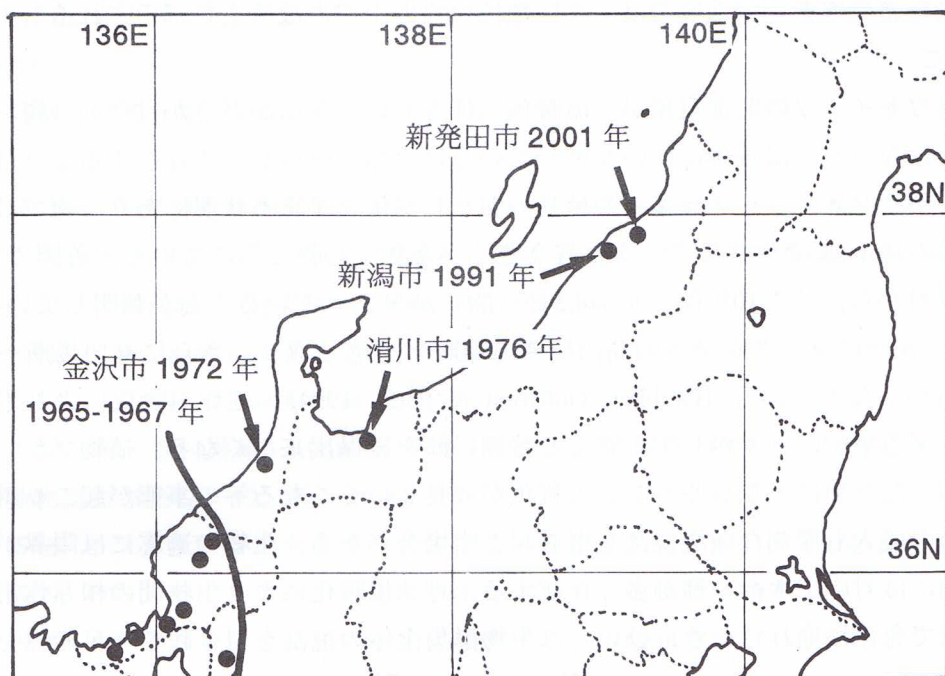 136E
138E
140E
新発田市 2001 年
38N
新潟市 1991 年
滑川市 1976 年
金沢市 1972 年
1965-1967 年
36N